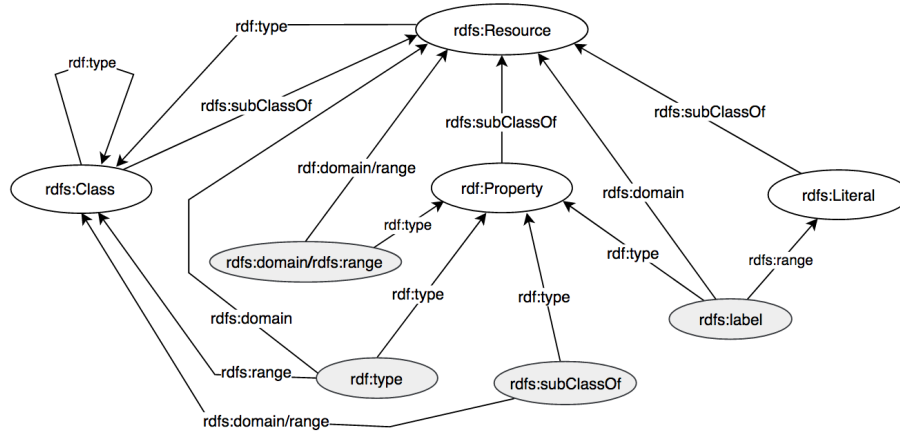 rdf:type
rdfs:Resource
rdf:type
rdfs:subClassOf
rdfs:subClassOf
rdfs:subClassOf
rdf:domain/range
rdfs:Class
rdf:Property
rdfs:domain
rdfs:Literal
rdf:type
rdfs:domain/rdfs:range
rdf:type
rdfs:range
rdf:type
rdf:type
rdfs:domain
rdfs:label
rdfs:range
rdf:type
rdfs:subClassOf
rdfs:domain/range